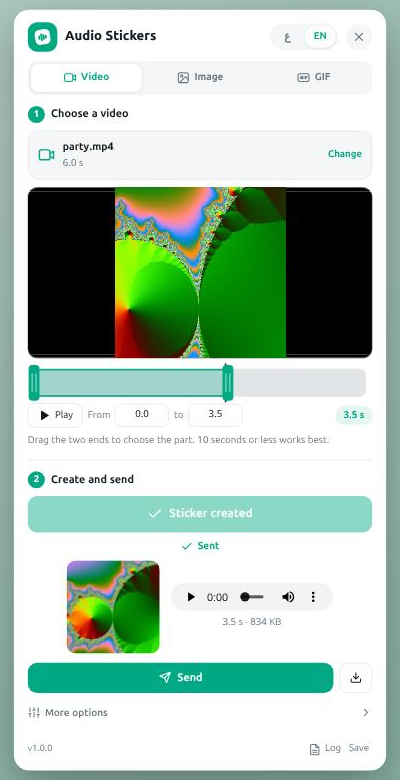 Audio Stickers
ع
EN
Video
Image
GIF
1 Choose a video
party.mp4
6.0 s
Change
Play
From
0.0
to
3.5
3.5 s
Drag the two ends to choose the part. 10 seconds or less works best.
2 Create and send
Sticker created
Sent
0:00
3.5 s · 834 KB
Send
More options
v1.0.0
Log
Save